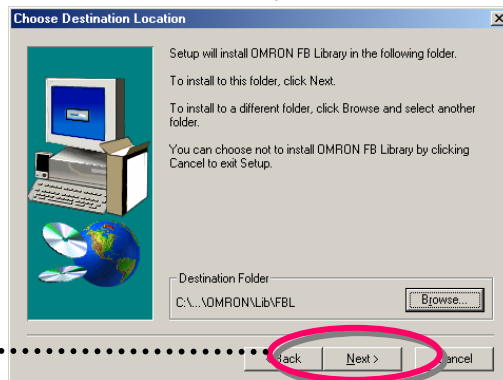 Choose Destination Location
Setup will install OMRON FB Library in the following folder.
To install to this folder, click Next.
To install to a different folder, click Browse and select another
folder.
You can choose not to install OMRON FB Library by clicking
Cancel to exit Setup.
Destination Folder
C:\...\OMRON\Lib\FBL
Browse...
< Back Next > Cancel